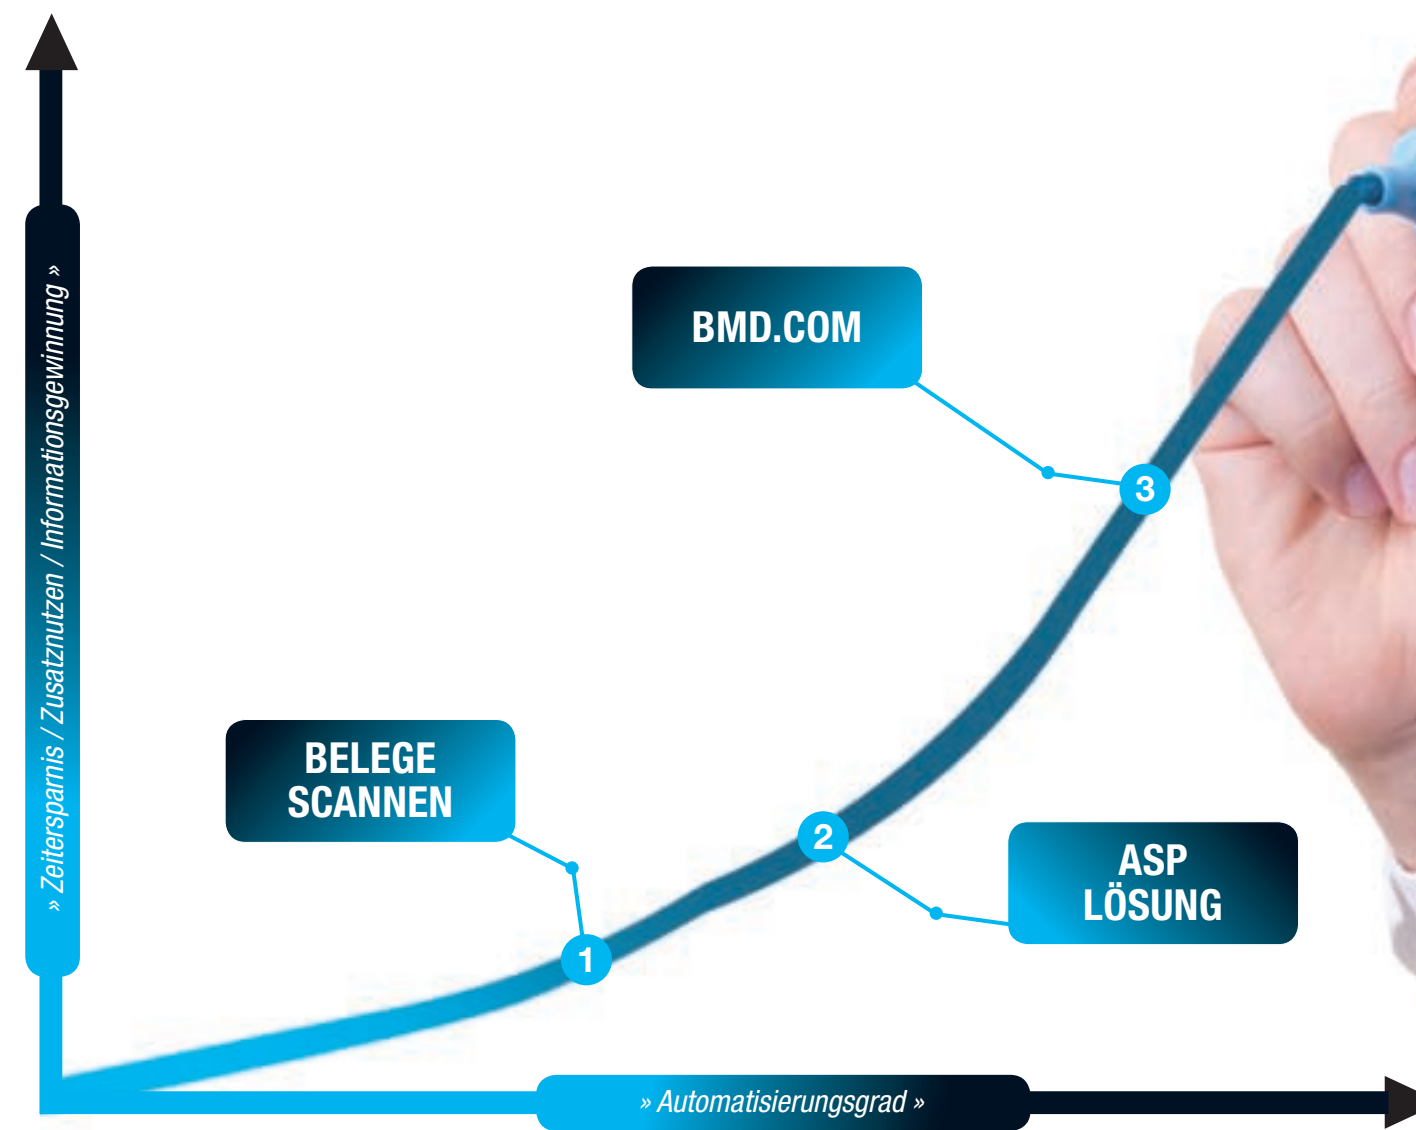 » Zeitersparnis / Zusatznutzen / Informationsgewinnung »
BMD.COM
3
BELEGE
SCANNEN
2
ASP
LÖSUNG
1
» Automatisierungsgrad »